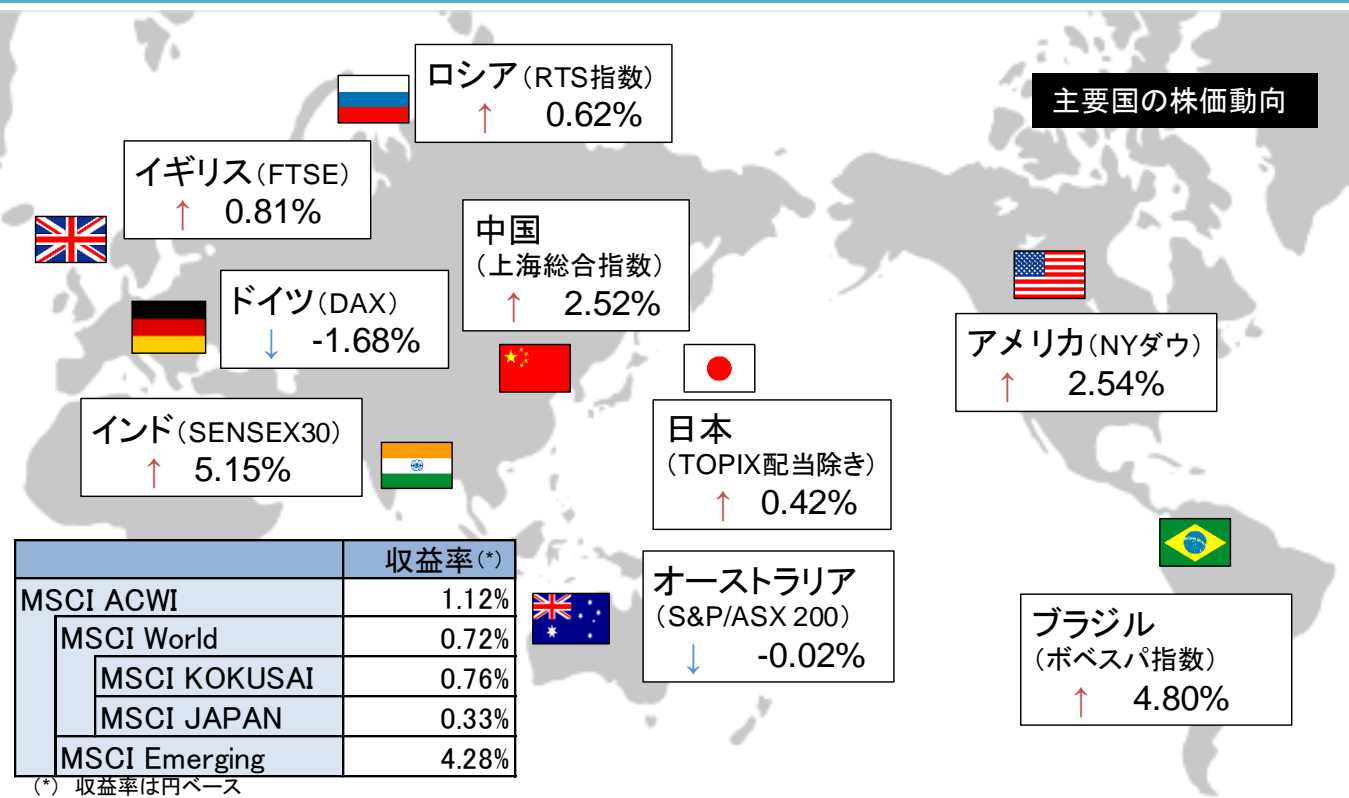 主要国の株価動向
ロシア(RTS指数)
↑ 0.62%
イギリス(FTSE)
↑ 0.81%
中国
(上海総合指数)
↑ 2.52%
ドイツ(DAX)
↓ -1.68%
アメリカ(NYダウ)
↑ 2.54%
インド(SENSEX30)
↑ 5.15%
日本
(TOPIX配当除き)
↑ 0.42%
オーストラリア
(S&P/ASX 200)
↓ -0.02%
ブラジル
(ボベスパ指数)
↑ 4.80%
収益率(*)
MSCI ACWI 1.12%
MSCI World 0.72%
MSCI KOKUSAI 0.76%
MSCI JAPAN 0.33%
MSCI Emerging 4.28%
(*) 収益率は円ベース